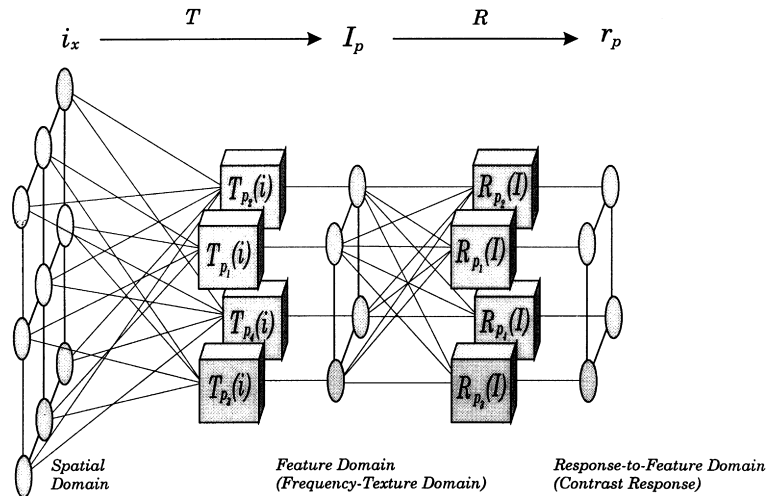 T R
i_x I_p r_p
T_{p_2}(i) R_{p_2}(I)
T_{p_1}(i) R_{p_1}(I)
T_{p_4}(i) R_{p_4}(I)
T_{p_3}(i) R_{p_3}(I)
Spatial Domain
Feature Domain
(Frequency-Texture Domain)
Response-to-Feature Domain
(Contrast Response)